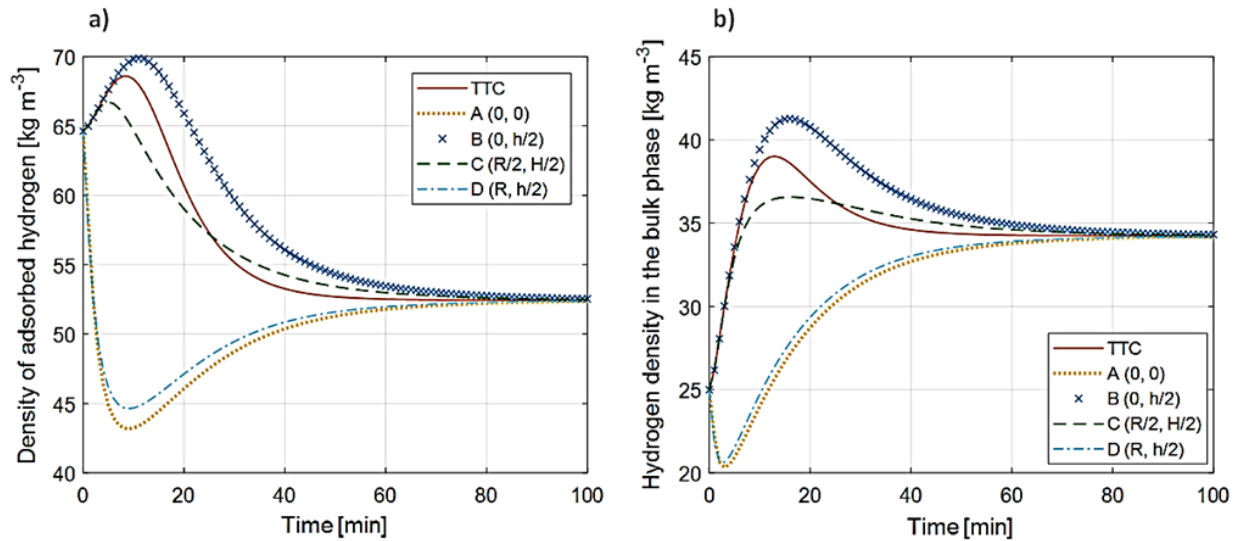 a)
Density of adsorbed hydrogen [kg m⁻³]
70
65
60
55
50
45
40
0 20 40 60 80 100
Time [min]
TTC
A (0, 0)
B (0, h/2)
C (R/2, H/2)
D (R, h/2)
b)
Hydrogen density in the bulk phase [kg m⁻³]
45
40
35
30
25
20
0 20 40 60 80 100
Time [min]
TTC
A (0, 0)
B (0, h/2)
C (R/2, H/2)
D (R, h/2)